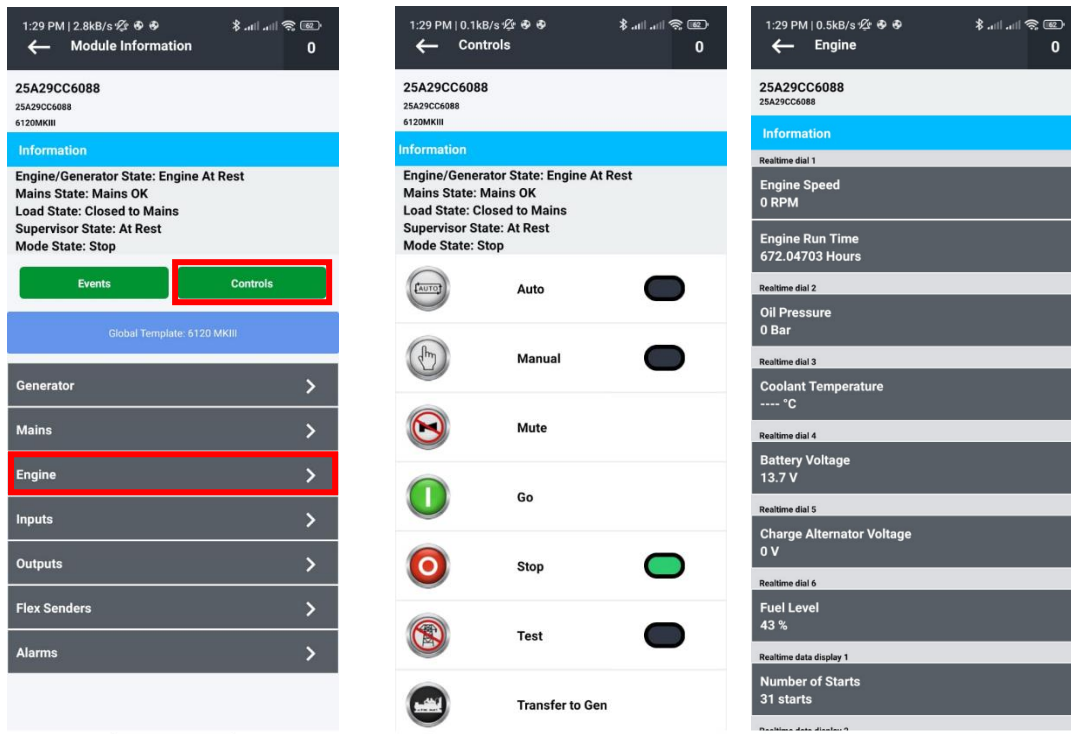 1:29 PM | 2.8kB/s
62
Module Information
0
25A29CC6088
25A29CC6088
6120MKIII
Information
Engine/Generator State: Engine At Rest
Mains State: Mains OK
Load State: Closed to Mains
Supervisor State: At Rest
Mode State: Stop
Events
Controls
Global Template: 6120 MKIII
Generator
Mains
Engine
Inputs
Outputs
Flex Senders
Alarms
1:29 PM | 0.1kB/s
62
Controls
0
25A29CC6088
25A29CC6088
6120MKIII
Information
Engine/Generator State: Engine At Rest
Mains State: Mains OK
Load State: Closed to Mains
Supervisor State: At Rest
Mode State: Stop
AUTO
Auto
Manual
Mute
Go
Stop
Test
Transfer to Gen
1:29 PM | 0.5kB/s
62
Engine
0
25A29CC6088
25A29CC6088
Information
Realtime dial 1
Engine Speed
0 RPM
Engine Run Time
672.04703 Hours
Realtime dial 2
Oil Pressure
0 Bar
Realtime dial 3
Coolant Temperature
---- °C
Realtime dial 4
Battery Voltage
13.7 V
Realtime dial 5
Charge Alternator Voltage
0 V
Realtime dial 6
Fuel Level
43 %
Realtime data display 1
Number of Starts
31 starts
Realtime data display 2